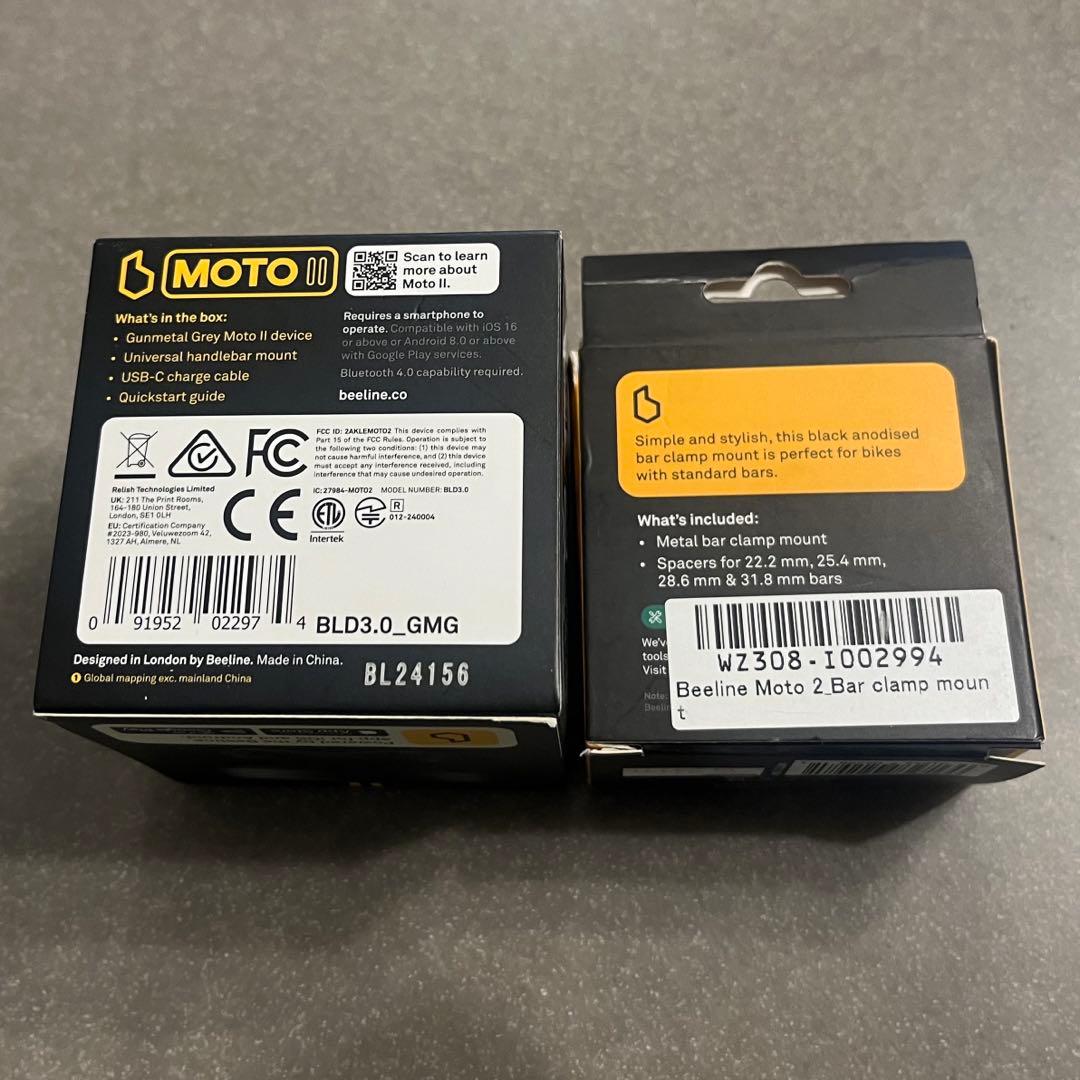 MOTO II
Scan to learn
more about
Moto II.
What's in the box:
• Gunmetal Grey Moto II device
• Universal handlebar mount
• USB-C charge cable
• Quickstart guide
Requires a smartphone to
operate. Compatible with iOS 16
or above or Android 8.0 or above
with Google Play services.
Bluetooth 4.0 capability required.
beeline.co
FC
FCC ID: 2AKLEMOTO2 This device complies with
Part 15 of the FCC Rules. Operation is subject to
the following two conditions: (1) this device may
not cause harmful interference, and (2) this device
must accept any interference received, including
interference that may cause undesired operation.
Relish Technologies Limited
UK: 211 The Print Rooms,
164-180 Union Street,
London, SE1 0LH
EU: Certification Company
#2023-980, Veluwezoom 42,
1327 AH, Almere, NL
CE
IC: 27984-MOTO2 MODEL NUMBER: BLD3.0
ETL
Intertek
R
012-240004
0 91952 02297 4
BLD3.0_GMG
Designed in London by Beeline. Made in China.
1 Global mapping exc. mainland China
BL24156
Simple and stylish, this black anodised
bar clamp mount is perfect for bikes
with standard bars.
What's included:
• Metal bar clamp mount
• Spacers for 22.2 mm, 25.4 mm,
28.6 mm & 31.8 mm bars
We'v
tools
Visit
Note:
Beelin
WZ308-I002994
Beeline Moto 2_Bar clamp moun
t